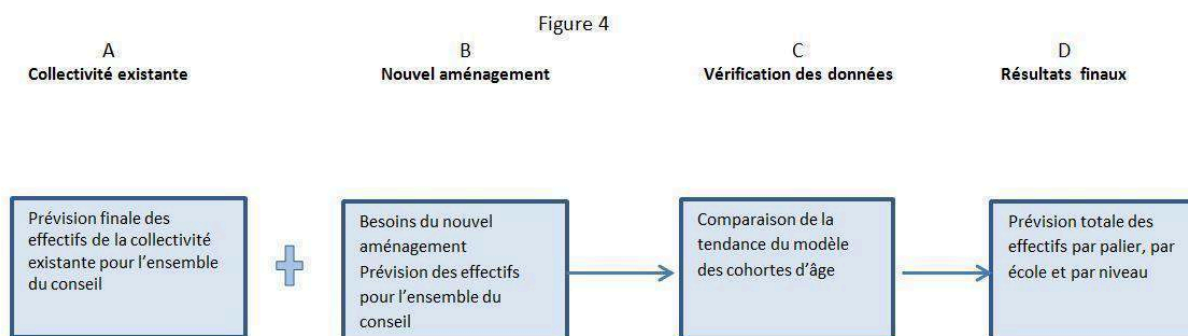 Figure 4
A
Collectivité existante
B
Nouvel aménagement
C
Vérification des données
D
Résultats finaux
Prévision finale des
effectifs de la collectivité
existante pour l'ensemble
du conseil
Besoins du nouvel
aménagement
Prévision des effectifs
pour l'ensemble du
conseil
Comparaison de la
tendance du modèle
des cohortes d'âge
Prévision totale des
effectifs par palier, par
école et par niveau